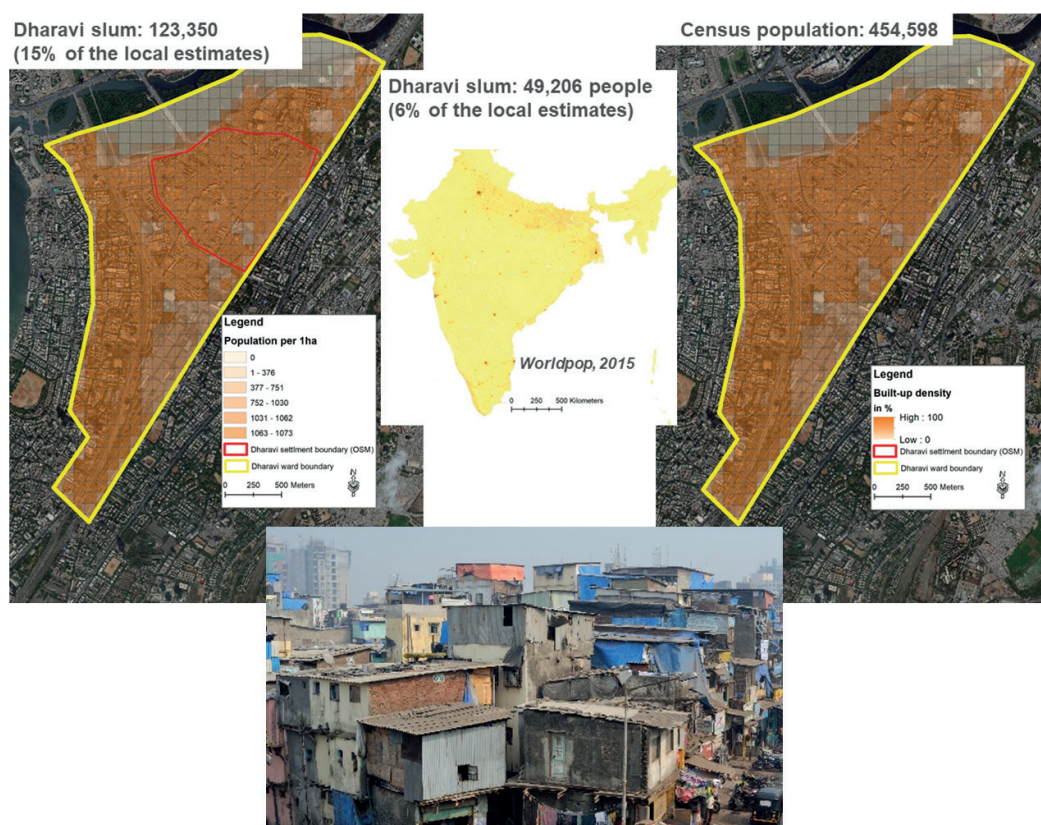 Dharavi slum: 123,350
(15% of the local estimates)
Legend
Population per 1ha
0
1 - 376
377 - 751
752 - 1030
1031 - 1062
1063 - 1073
Dharavi settlment boundary (OSM)
Dharavi ward boundary
N
0 250 500 Meters
Dharavi slum: 49,206 people
(6% of the local estimates)
Worldpop, 2015
0 250 500 Kilometers
Census population: 454,598
Legend
Built-up density
in %
High : 100
Low : 0
Dharavi settlment boundary (OSM)
Dharavi ward boundary
N
0 250 500 Meters